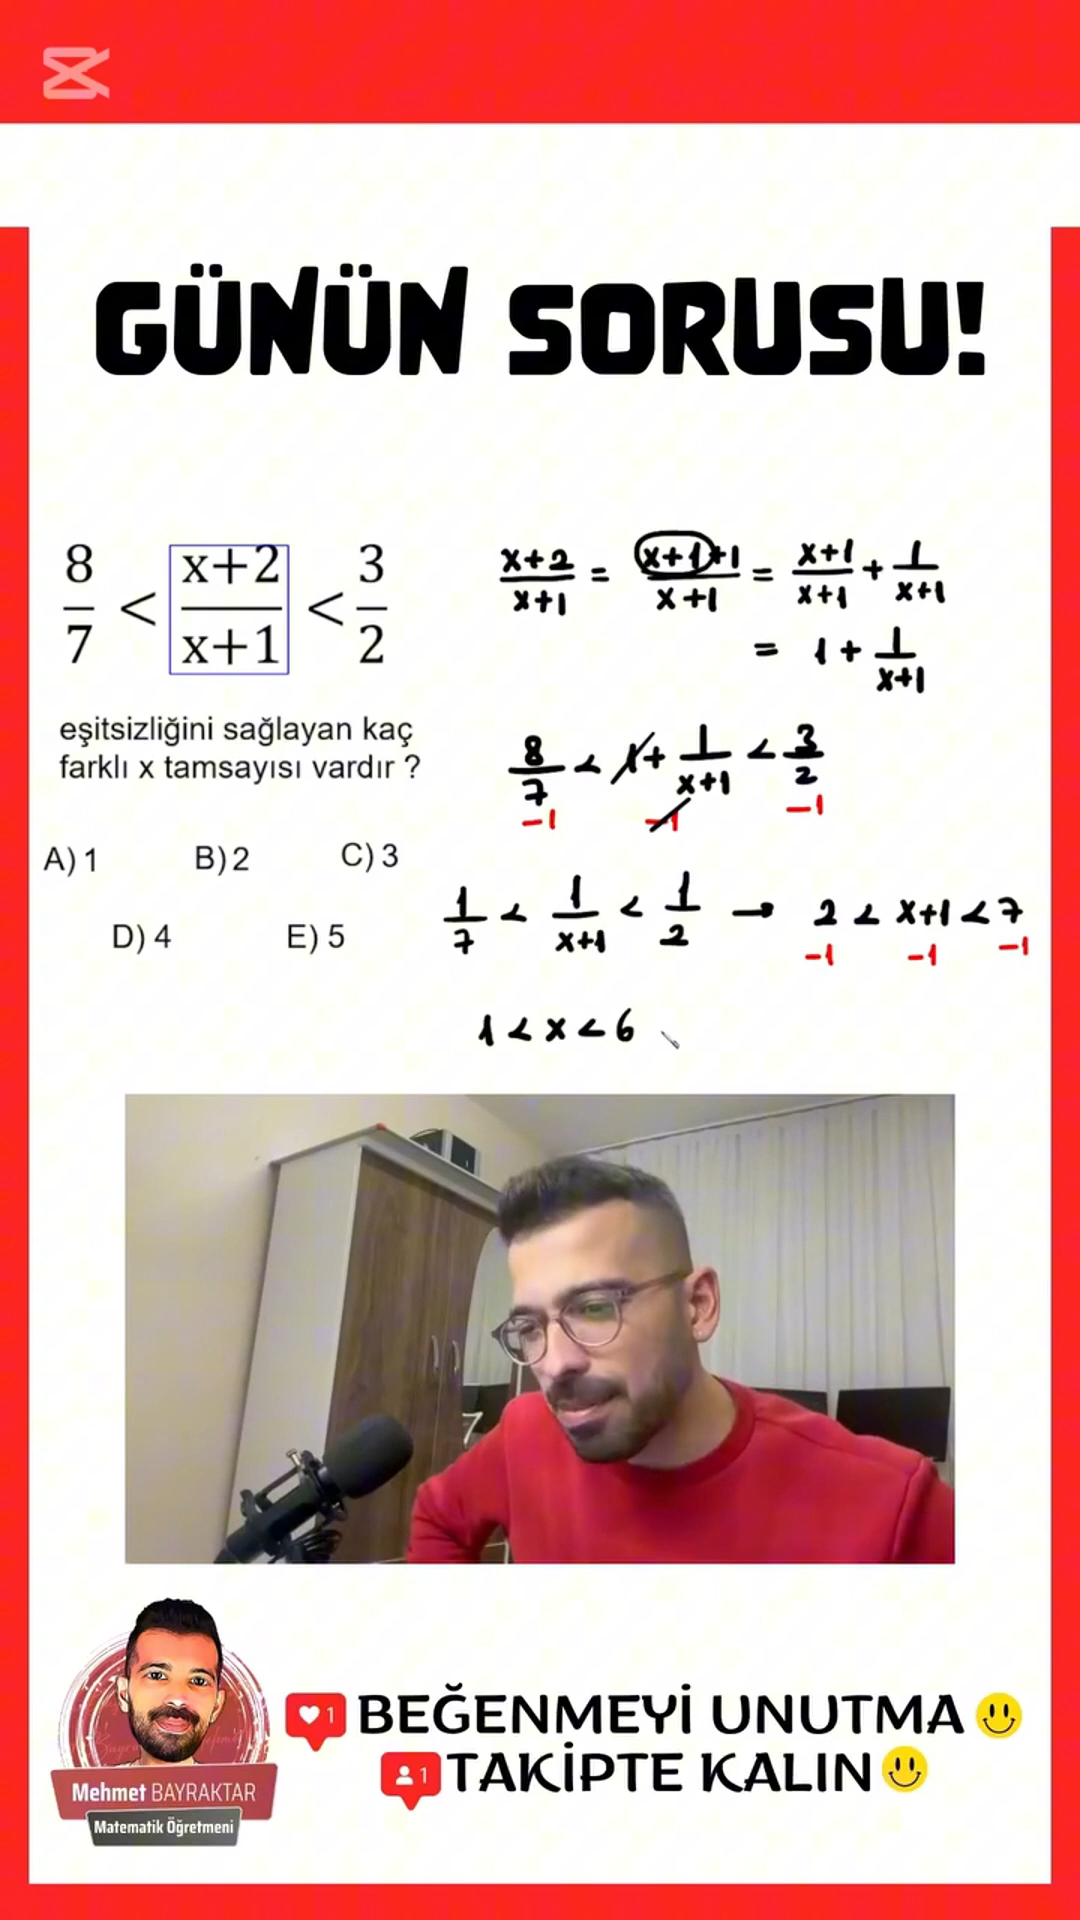 GÜNÜN SORUSU!
8/7 < x+2/x+1 < 3/2
eşitsizliğini sağlayan kaç
farklı x tamsayısı vardır ?
A) 1 B) 2 C) 3
D) 4 E) 5
x+2/x+1 = x+1+1/x+1 = x+1/x+1 + 1/x+1
= 1 + 1/x+1
8/7 < 1 + 1/x+1 < 3/2
-1 -1 -1
1/7 < 1/x+1 < 1/2 → 2 < x+1 < 7
-1 -1 -1
1 < x < 6
1 BEĞENMEYİ UNUTMA
1 TAKİPTE KALIN
Mehmet BAYRAKTAR
Matematik Öğretmeni